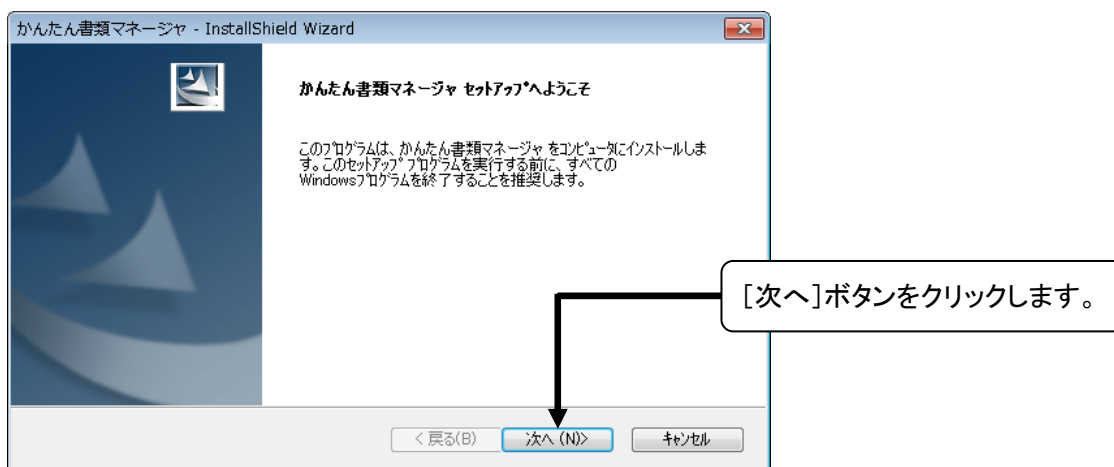 かんたん書類マネージャ - InstallShield Wizard
かんたん書類マネージャ ｾｯﾄｱｯﾌﾟへようこそ
このﾌﾟﾛｸﾞﾗﾑは、かんたん書類マネージャ をｺﾝﾋﾟｭｰﾀにインストールしま
す。このｾｯﾄｱｯﾌﾟ ﾌﾟﾛｸﾞﾗﾑを実行する前に、すべての
Windowsﾌﾟﾛｸﾞﾗﾑを終了することを推奨します。
[次へ]ボタンをクリックします。
< 戻る(B)
次へ (N)>
ｷｬﾝｾﾙ